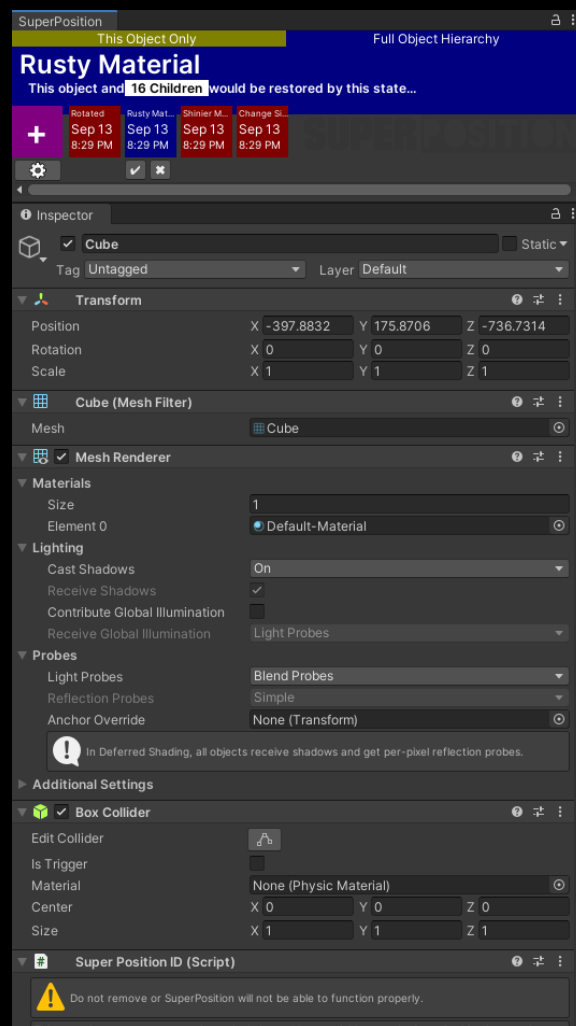 SuperPosition
This Object Only Full Object Hierarchy
Rusty Material
This object and 16 Children would be restored by this state...
+ Rotated Rusty Mat... Shinier M... Change Si...
Sep 13 Sep 13 Sep 13 Sep 13
8:29 PM 8:29 PM 8:29 PM 8:29 PM
SUPERPOSITION
Inspector
Cube Static
Tag Untagged Layer Default
Transform
Position X -397.8832 Y 175.8706 Z -736.7314
Rotation X 0 Y 0 Z 0
Scale X 1 Y 1 Z 1
Cube (Mesh Filter)
Mesh Cube
Mesh Renderer
Materials
Size 1
Element 0 Default-Material
Lighting
Cast Shadows On
Receive Shadows
Contribute Global Illumination
Receive Global Illumination Light Probes
Probes
Light Probes Blend Probes
Reflection Probes Simple
Anchor Override None (Transform)
In Deferred Shading, all objects receive shadows and get per-pixel reflection probes.
Additional Settings
Box Collider
Edit Collider
Is Trigger
Material None (Physic Material)
Center X 0 Y 0 Z 0
Size X 1 Y 1 Z 1
# Super Position ID (Script)
Do not remove or SuperPosition will not be able to function properly.